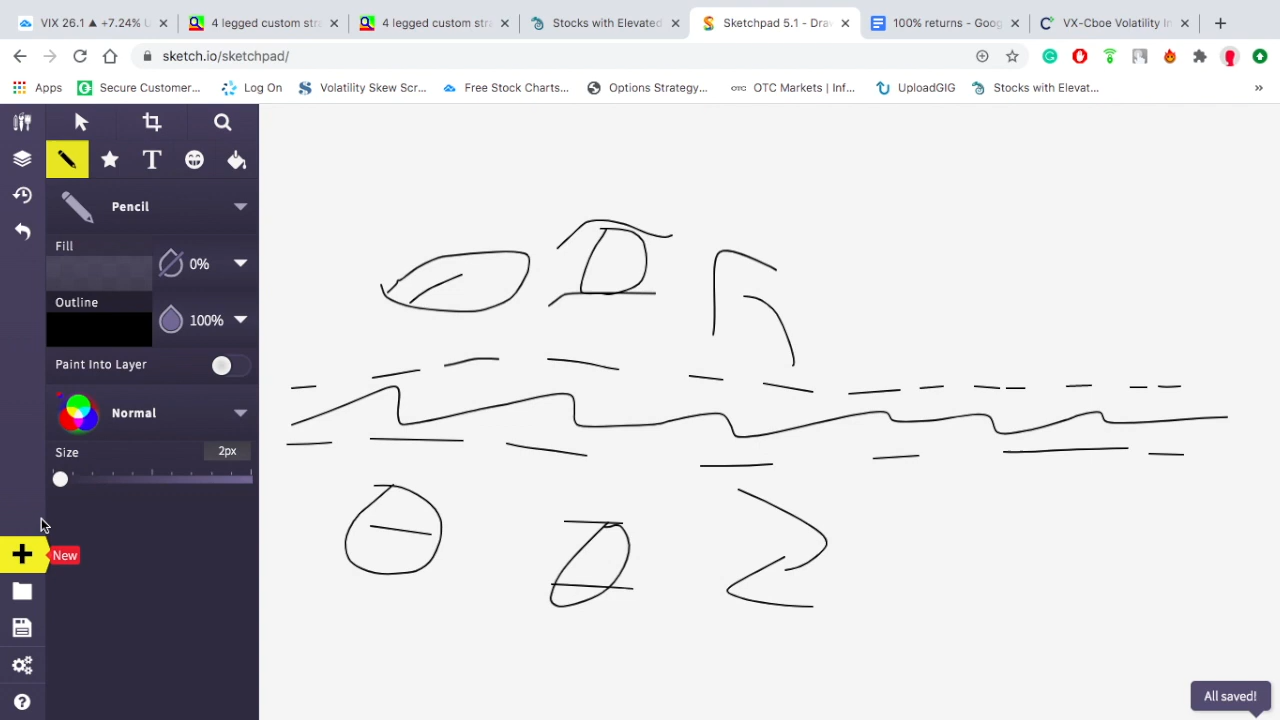 VIX 26.1 ▲ +7.24% U
4 legged custom stra
4 legged custom stra
Stocks with Elevated
Sketchpad 5.1 - Dra
100% returns - Goog
VX-Cboe Volatility In
sketch.io/sketchpad/
Apps
Secure Customer...
Log On
Volatility Skew Scr...
Free Stock Charts...
Options Strategy...
OTC Markets | Inf...
UploadGIG
Stocks with Elevat...
»
T
Pencil
Fill
0%
Outline
100%
Paint Into Layer
Normal
Size
2px
New
All saved!